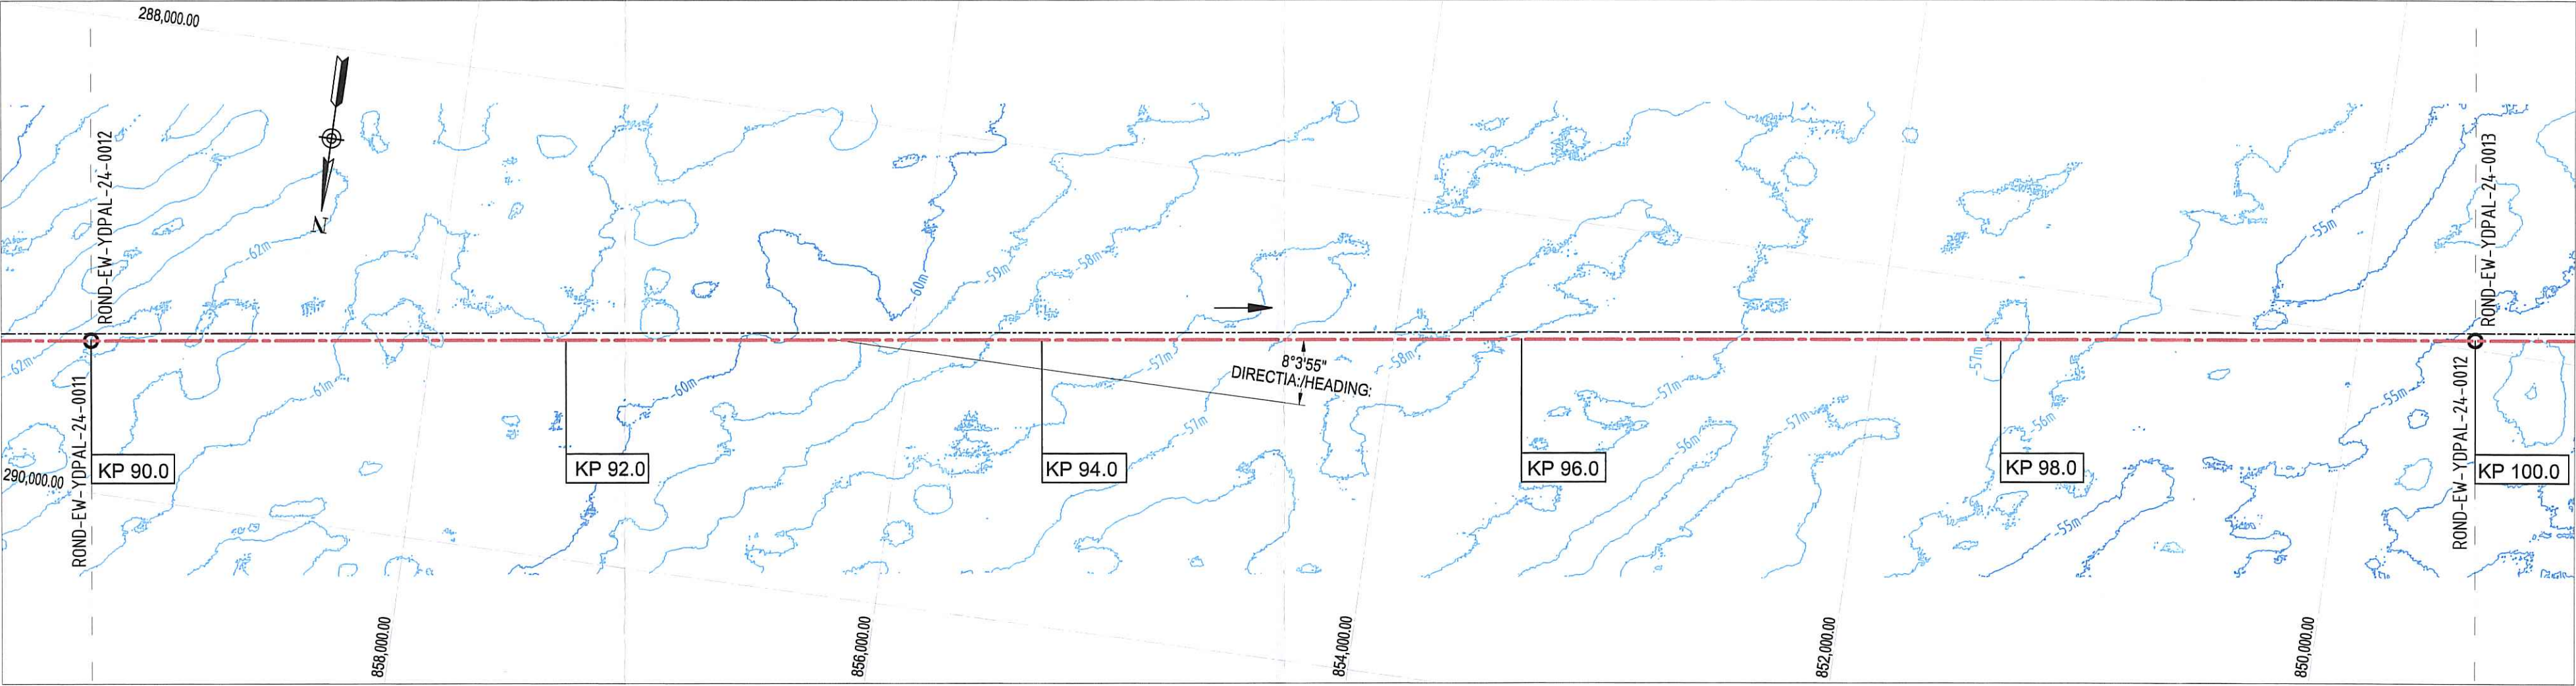 288,000.00
ROND-EW-YDPAL-24-0012
ROND-EW-YDPAL-24-0013
N
-62m
-55m
-60m
-59m
-58m
-62m
-61m
-60m
-57m
8°3'55"
DIRECTIA:/HEADING:
-58m
-57m
-57m
-55m
ROND-EW-YDPAL-24-0011
ROND-EW-YDPAL-24-0012
-57m
-56m
-57m
-56m
-55m
290,000.00
KP 90.0
KP 92.0
KP 94.0
KP 96.0
KP 98.0
KP 100.0
858,000.00
856,000.00
854,000.00
852,000.00
850,000.00